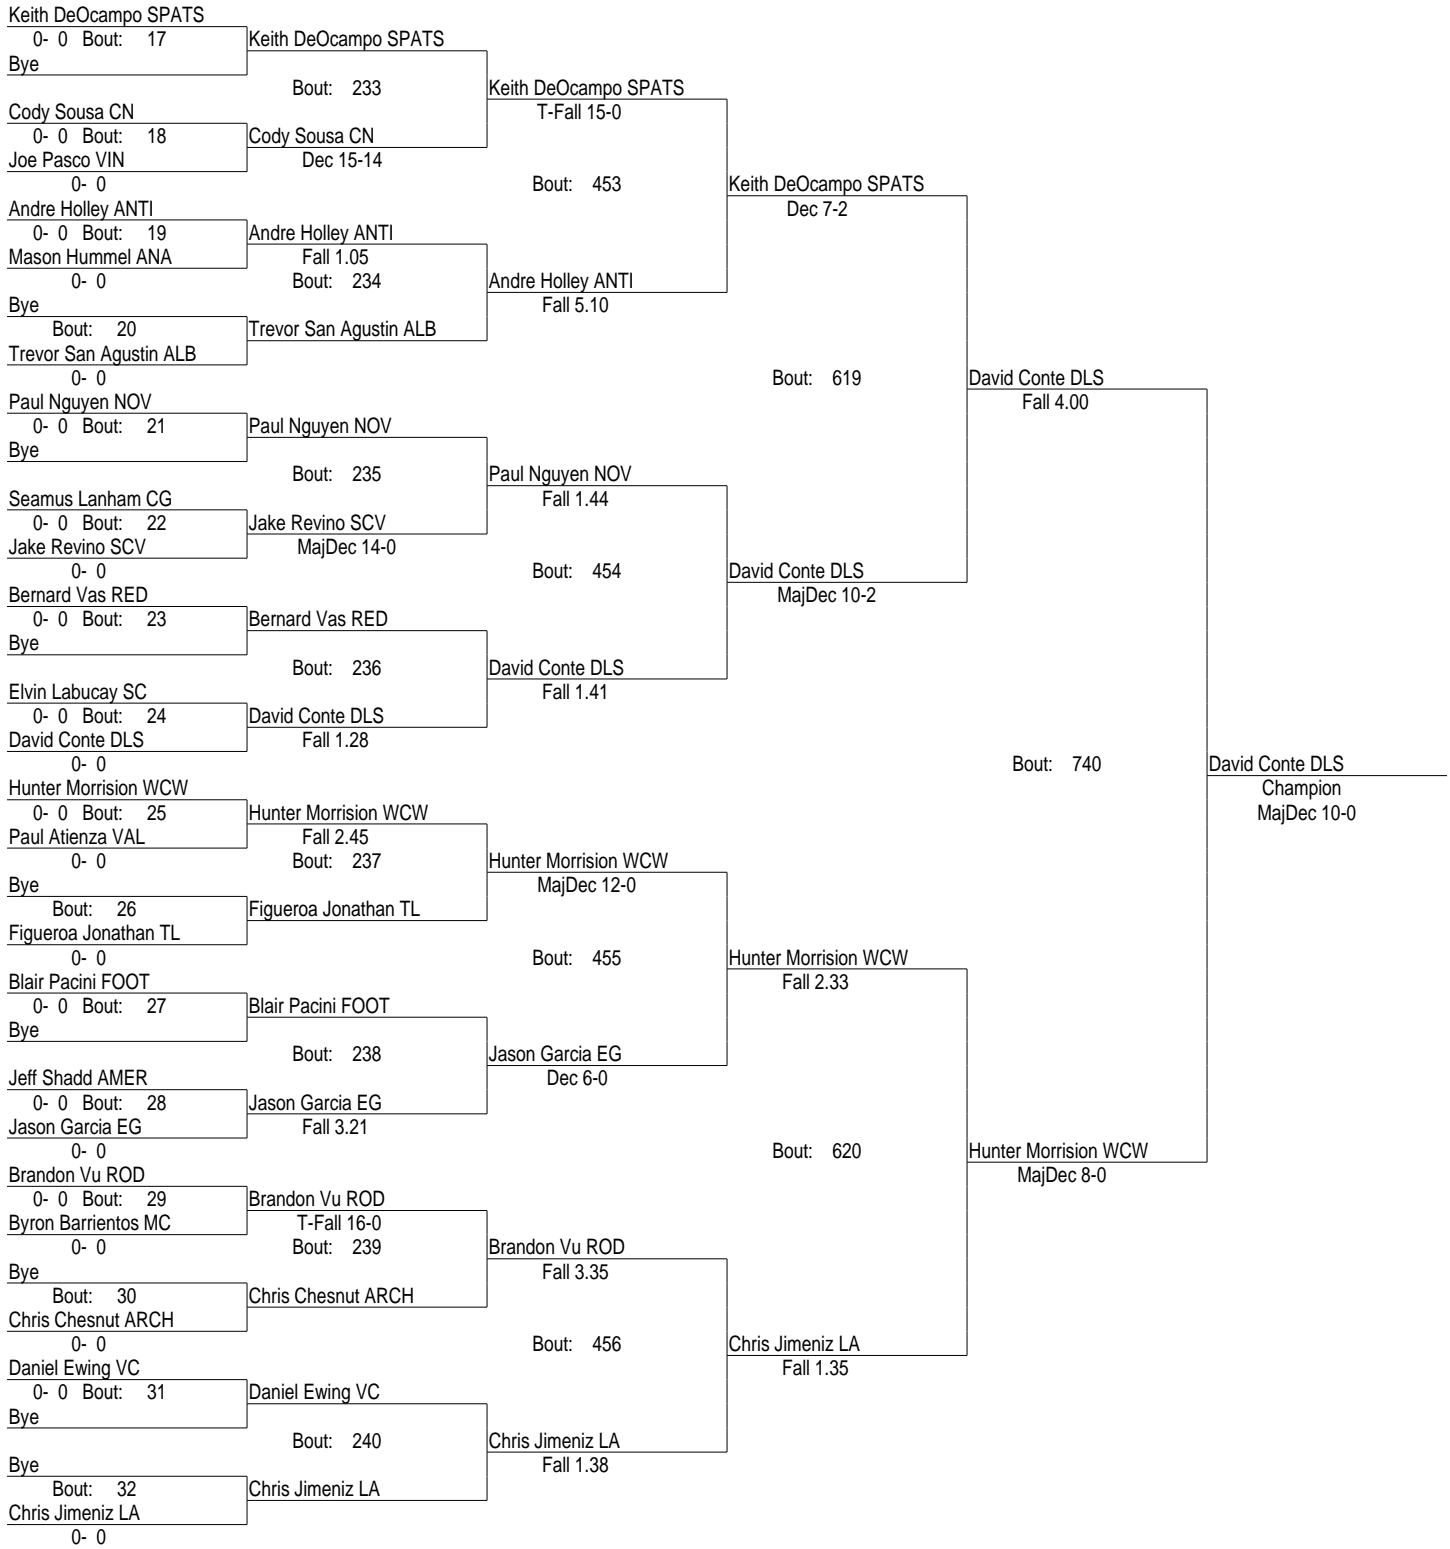 Keith DeOcampo SPATS
0- 0 Bout: 17 Keith DeOcampo SPATS
Bye
Bout: 233 Keith DeOcampo SPATS
Cody Sousa CN T-Fall 15-0
0- 0 Bout: 18 Cody Sousa CN
Joe Pasco VIN Dec 15-14
0- 0 Bout: 453 Keith DeOcampo SPATS
Andre Holley ANTI Dec 7-2
0- 0 Bout: 19 Andre Holley ANTI
Mason Hummel ANA Fall 1.05
0- 0 Bout: 234 Andre Holley ANTI
Bye Fall 5.10
Bout: 20 Trevor San Agustin ALB
Trevor San Agustin ALB
0- 0 Bout: 619 David Conte DLS
Paul Nguyen NOV Fall 4.00
0- 0 Bout: 21 Paul Nguyen NOV
Bye
Bout: 235 Paul Nguyen NOV
Seamus Lanham CG Fall 1.44
0- 0 Bout: 22 Jake Revino SCV
Jake Revino SCV MajDec 14-0
0- 0 Bout: 454 David Conte DLS
Bernard Vas RED MajDec 10-2
0- 0 Bout: 23 Bernard Vas RED
Bye
Bout: 236 David Conte DLS
Elvin Labucay SC Fall 1.41
0- 0 Bout: 24 David Conte DLS
David Conte DLS Fall 1.28
0- 0 Bout: 740 David Conte DLS
Hunter Morrision WCW Champion
0- 0 Bout: 25 Hunter Morrision WCW MajDec 10-0
Paul Atienza VAL Fall 2.45
0- 0 Bout: 237 Hunter Morrision WCW
Bye MajDec 12-0
Bout: 26 Figueroa Jonathan TL
Figueroa Jonathan TL
0- 0 Bout: 455 Hunter Morrision WCW
Blair Pacini FOOT Fall 2.33
0- 0 Bout: 27 Blair Pacini FOOT
Bye
Bout: 238 Jason Garcia EG
Jeff Shadd AMER Dec 6-0
0- 0 Bout: 28 Jason Garcia EG
Jason Garcia EG Fall 3.21
0- 0 Bout: 620 Hunter Morrision WCW
Brandon Vu ROD MajDec 8-0
0- 0 Bout: 29 Brandon Vu ROD
Byron Barrientos MC T-Fall 16-0
0- 0 Bout: 239 Brandon Vu ROD
Bye Fall 3.35
Bout: 30 Chris Chesnut ARCH
Chris Chesnut ARCH
0- 0 Bout: 456 Chris Jimeniz LA
Daniel Ewing VC Fall 1.35
0- 0 Bout: 31 Daniel Ewing VC
Bye
Bout: 240 Chris Jimeniz LA
Bye Fall 1.38
Bout: 32 Chris Jimeniz LA
Chris Jimeniz LA
0- 0